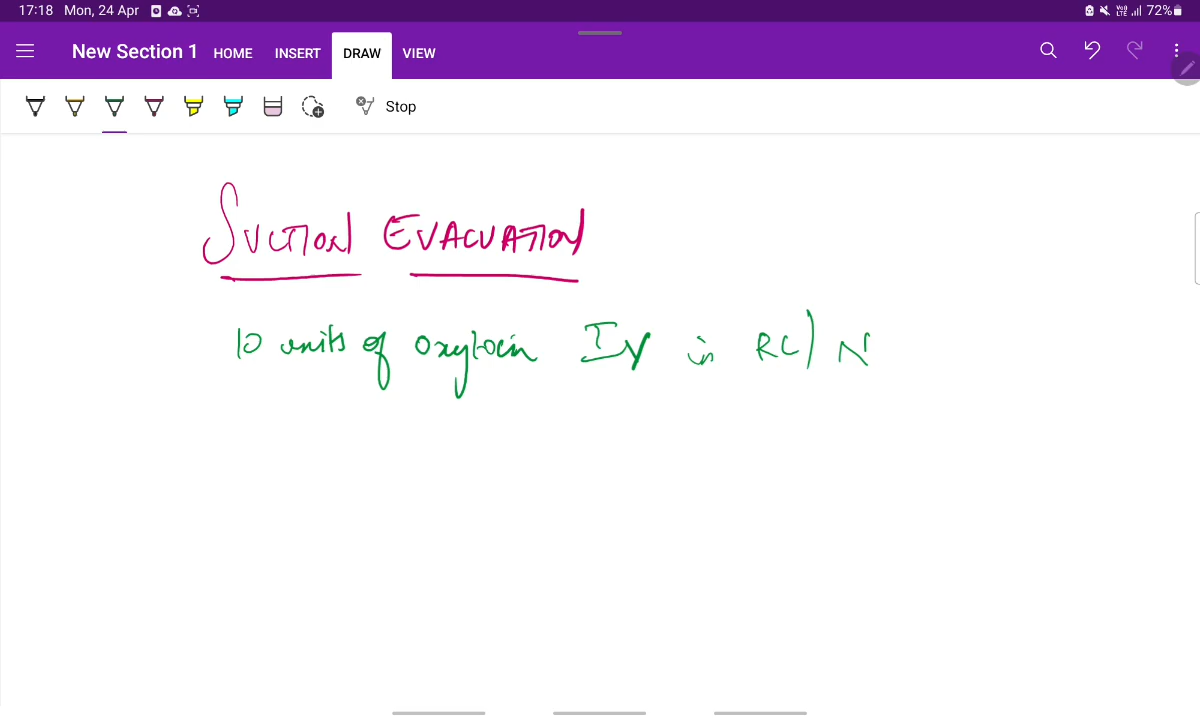 17:18 Mon, 24 Apr 72%
New Section 1 HOME INSERT DRAW VIEW
Stop
SUCTION EVACUATION
10 units of oxytocin IV in RL) N